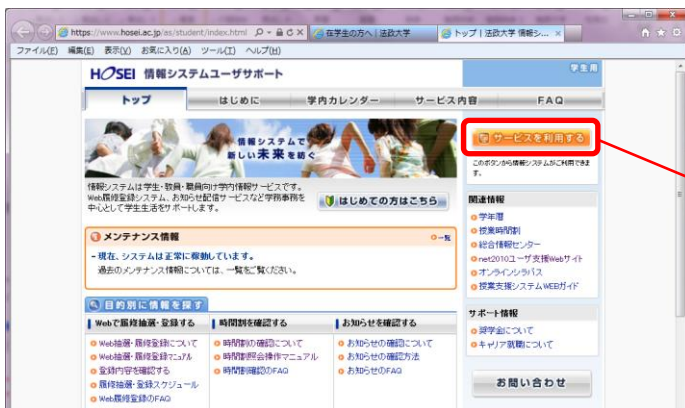 https://www.hosei.ac.jp/as/student/index.html
在学生の方へ | 法政大学
トップ | 法政大学 情報シ...
ファイル(F) 編集(E) 表示(V) お気に入り(A) ツール(T) ヘルプ(H)
HOSEI 情報システムユーザサポート
学生用
トップ はじめに 学内カレンダー サービス内容 FAQ
情報システムで
新しい未来を紡ぐ
サービスを利用する
このボタンから情報システムがご利用できます。
情報システムは学生・教員・職員向け学内情報サービスです。
Web履修登録システム、お知らせ配信サービスなど学務事務を
中心として学生生活をサポートします。
はじめての方はこちら
関連情報
学年暦
授業時間割
総合情報センター
net2010ユーザ支援Webサイト
オンラインシラバス
授業支援システムWEBガイド
メンテナンス情報
一覧
- 現在、システムは正常に稼動しています。
過去のメンテナンス情報については、一覧をご覧ください。
目的別に情報を探す
Webで履修抽選・登録する
Web抽選・履修登録について
Web抽選・履修登録マニュアル
登録内容を確認する
履修抽選・登録スケジュール
Web履修登録のFAQ
時間割を確認する
時間割の確認について
時間割照会操作マニュアル
時間割確認のFAQ
お知らせを確認する
お知らせの確認について
お知らせの確認方法
お知らせのFAQ
サポート情報
奨学金について
キャリア就職について
お問い合わせ